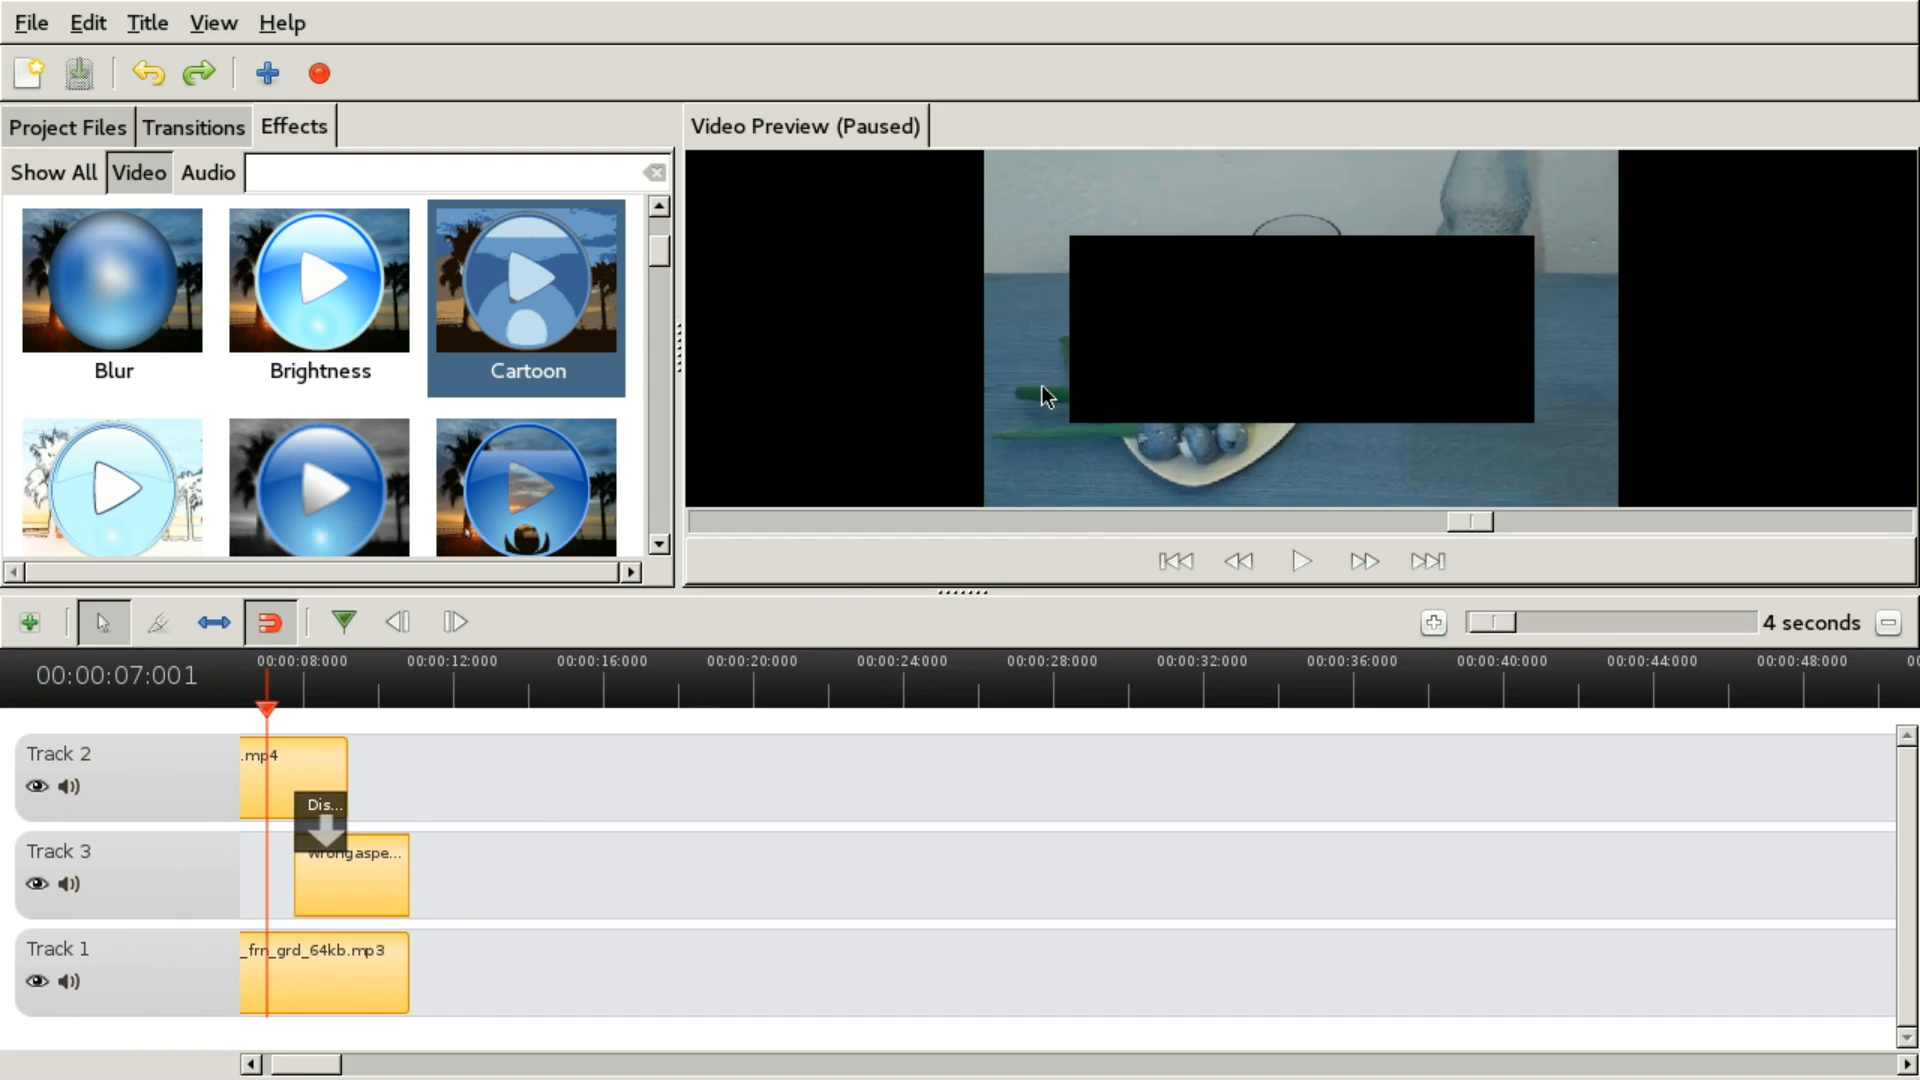 File Edit Title View Help
Project Files Transitions Effects
Video Preview (Paused)
Show All Video Audio
Blur Brightness Cartoon
4 seconds
00:00:07:001
00:00:08:000 00:00:12:000 00:00:16:000 00:00:20:000 00:00:24:000 00:00:28:000 00:00:32:000 00:00:36:000 00:00:40:000 00:00:44:000 00:00:48:000 00
Track 2
.mp4
Dis...
Track 3
wrongaspe...
Track 1
_frn_grd_64kb.mp3